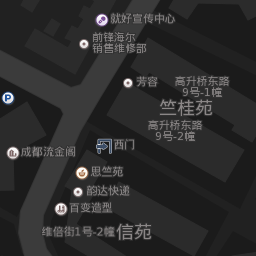 就好宣传中心
前锋海尔
销售维修部
芳容
高升桥东路
9号-1幢
竺桂苑
高升桥东路
9号-2幢
P
西门
成都流金阁
思竺苑
韵达快递
百变造型
维信街1号-2幢
信苑